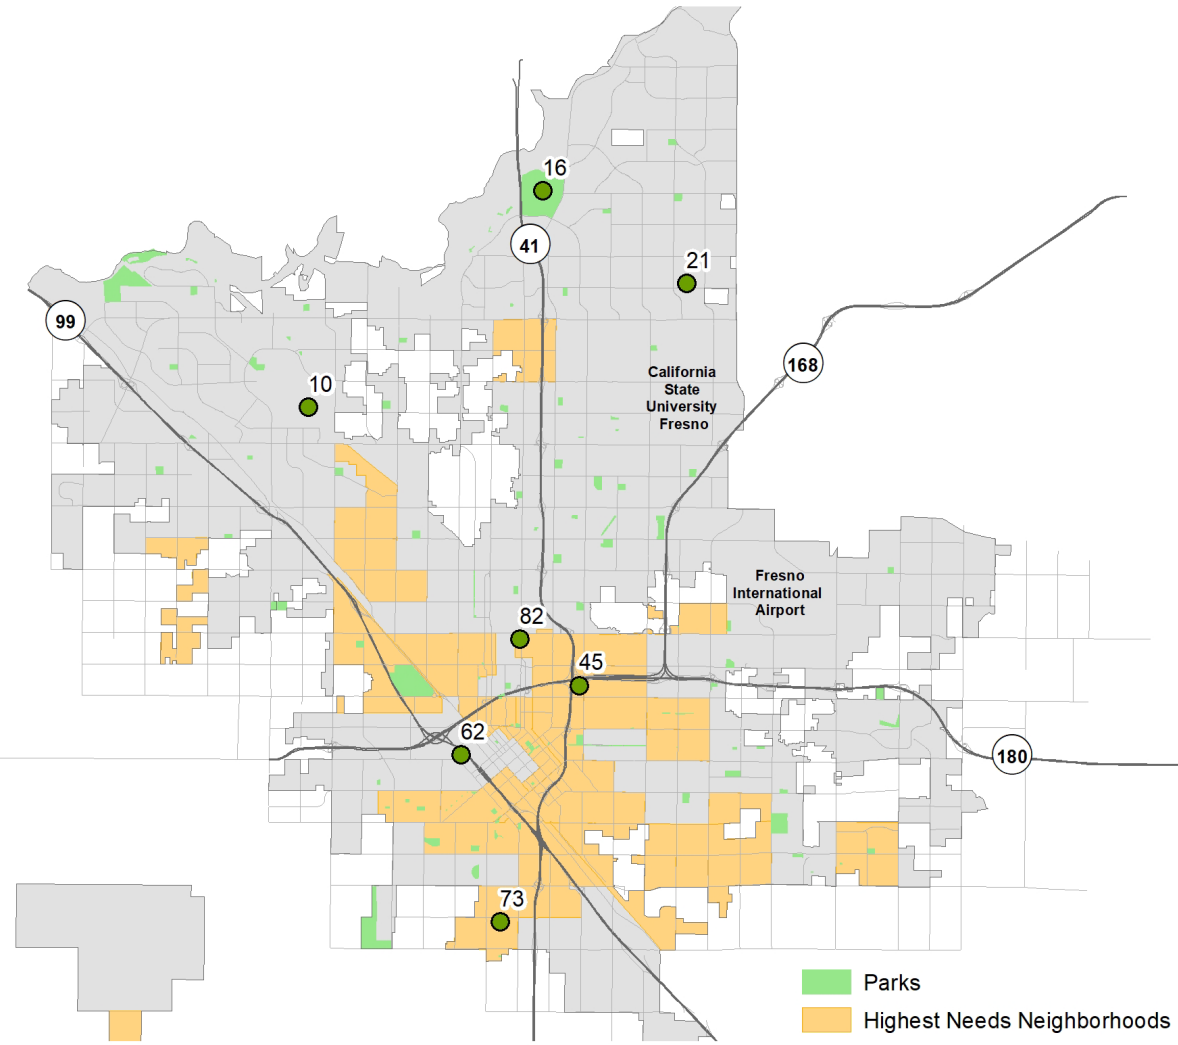 16
41
21
99
168
California
State
University
Fresno
10
Fresno
International
Airport
82
45
62
180
73
Parks
Highest Needs Neighborhoods